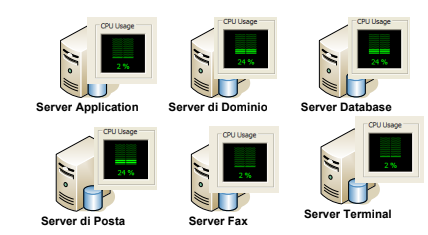 CPU Usage
2 %
Server Application
CPU Usage
24 %
Server di Dominio
CPU Usage
24 %
Server Database
CPU Usage
24 %
Server di Posta
CPU Usage
2 %
Server Fax
CPU Usage
2 %
Server Terminal